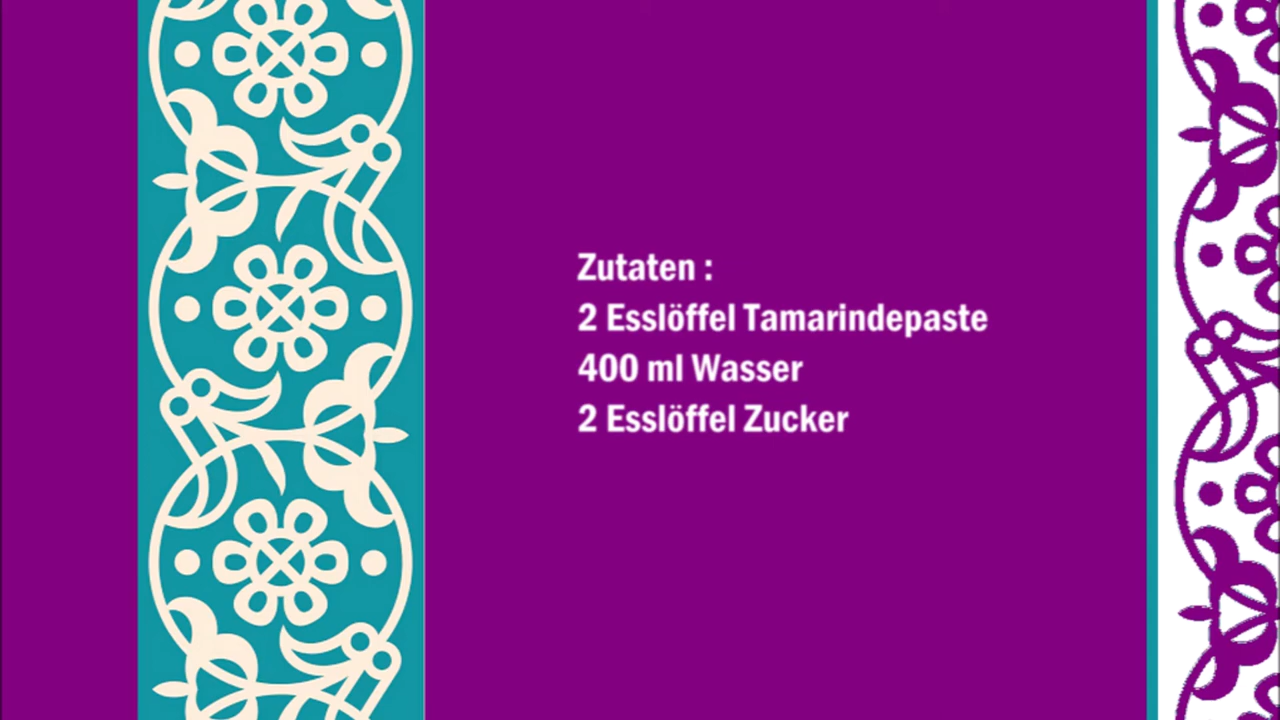 Zutaten :
2 Esslöffel Tamarindepaste
400 ml Wasser
2 Esslöffel Zucker